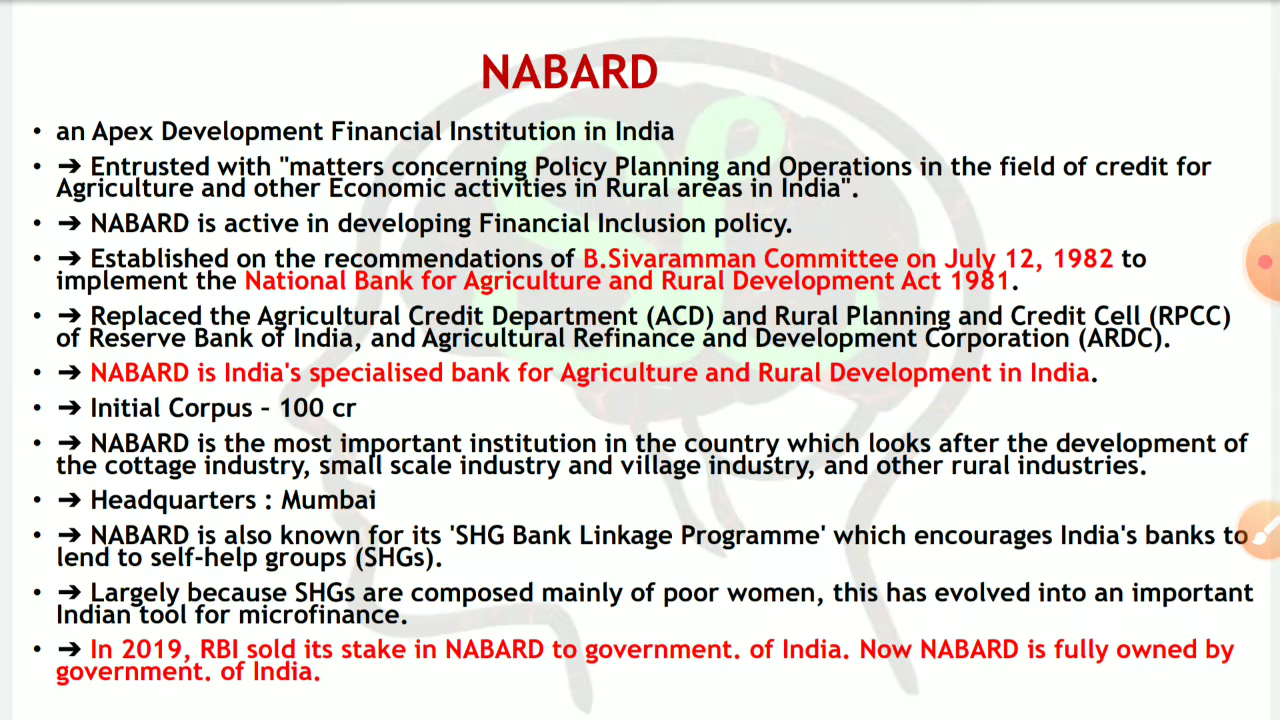 NABARD
• an Apex Development Financial Institution in India
• → Entrusted with "matters concerning Policy Planning and Operations in the field of credit for
Agriculture and other Economic activities in Rural areas in India".
• → NABARD is active in developing Financial Inclusion policy.
• → Established on the recommendations of B.Sivaramman Committee on July 12, 1982 to
implement the National Bank for Agriculture and Rural Development Act 1981.
• → Replaced the Agricultural Credit Department (ACD) and Rural Planning and Credit Cell (RPCC)
of Reserve Bank of India, and Agricultural Refinance and Development Corporation (ARDC).
• → NABARD is India's specialised bank for Agriculture and Rural Development in India.
• → Initial Corpus – 100 cr
• → NABARD is the most important institution in the country which looks after the development of
the cottage industry, small scale industry and village industry, and other rural industries.
• → Headquarters : Mumbai
• → NABARD is also known for its 'SHG Bank Linkage Programme' which encourages India's banks to
lend to self-help groups (SHGs).
• → Largely because SHGs are composed mainly of poor women, this has evolved into an important
Indian tool for microfinance.
• → In 2019, RBI sold its stake in NABARD to government. of India. Now NABARD is fully owned by
government. of India.